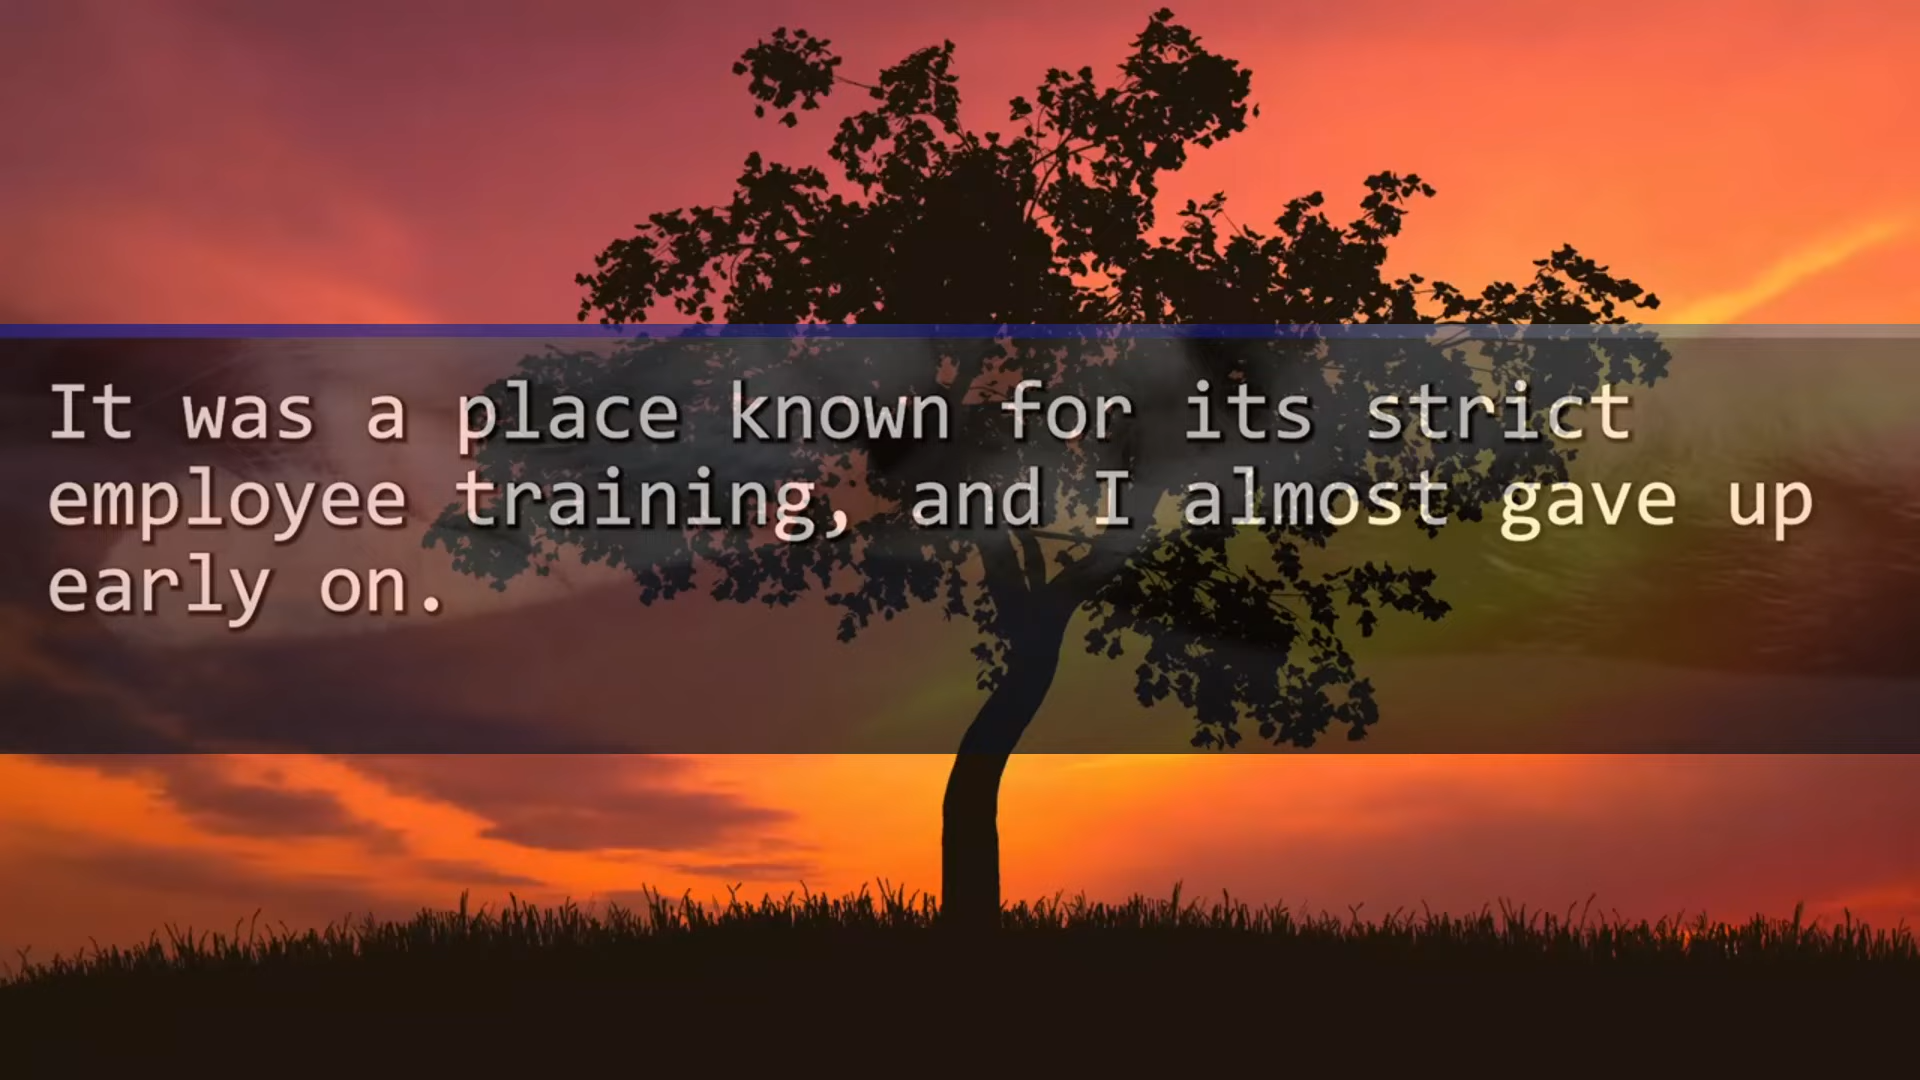 It was a place known for its strict
employee training, and I almost gave up
early on.